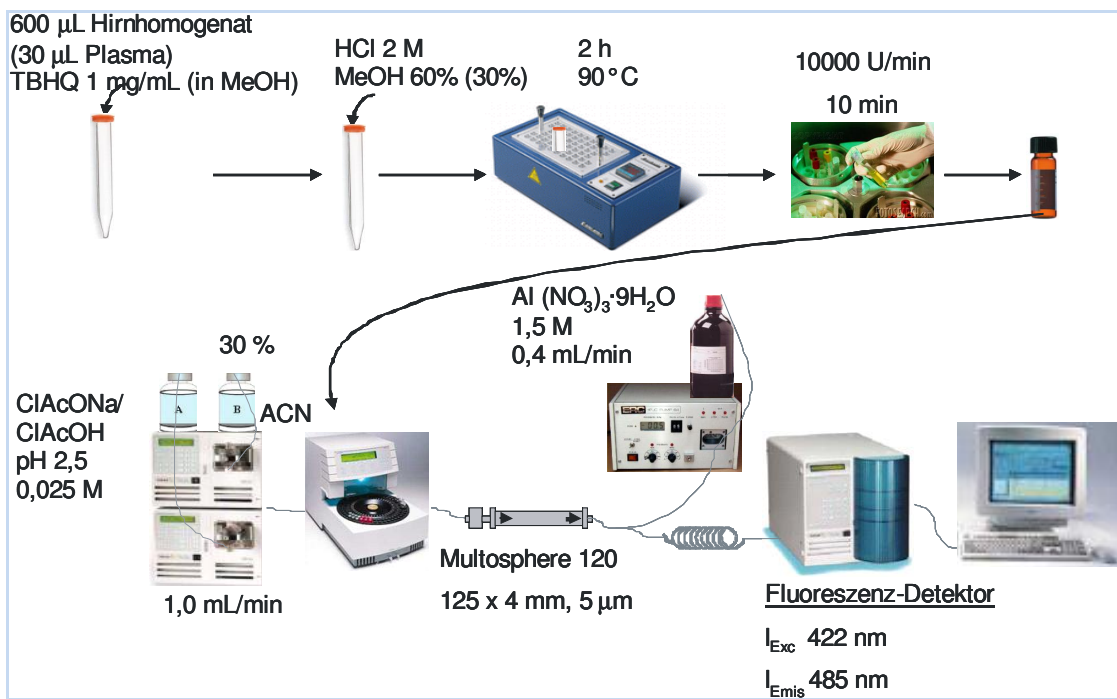 600 µL Hirnhomogenat
(30 µL Plasma)
TBHQ 1 mg/mL (in MeOH)
HCl 2 M
MeOH 60% (30%)
2 h
90°C
10000 U/min
10 min
Al (NO₃)₃·9H₂O
1,5 M
0,4 mL/min
30 %
ClAcONa/
ClAcOH
pH 2,5
0,025 M
A
B
ACN
1,0 mL/min
Multosphere 120
125 x 4 mm, 5 µm
Fluoreszenz-Detektor
l_Exc 422 nm
l_Emis 485 nm